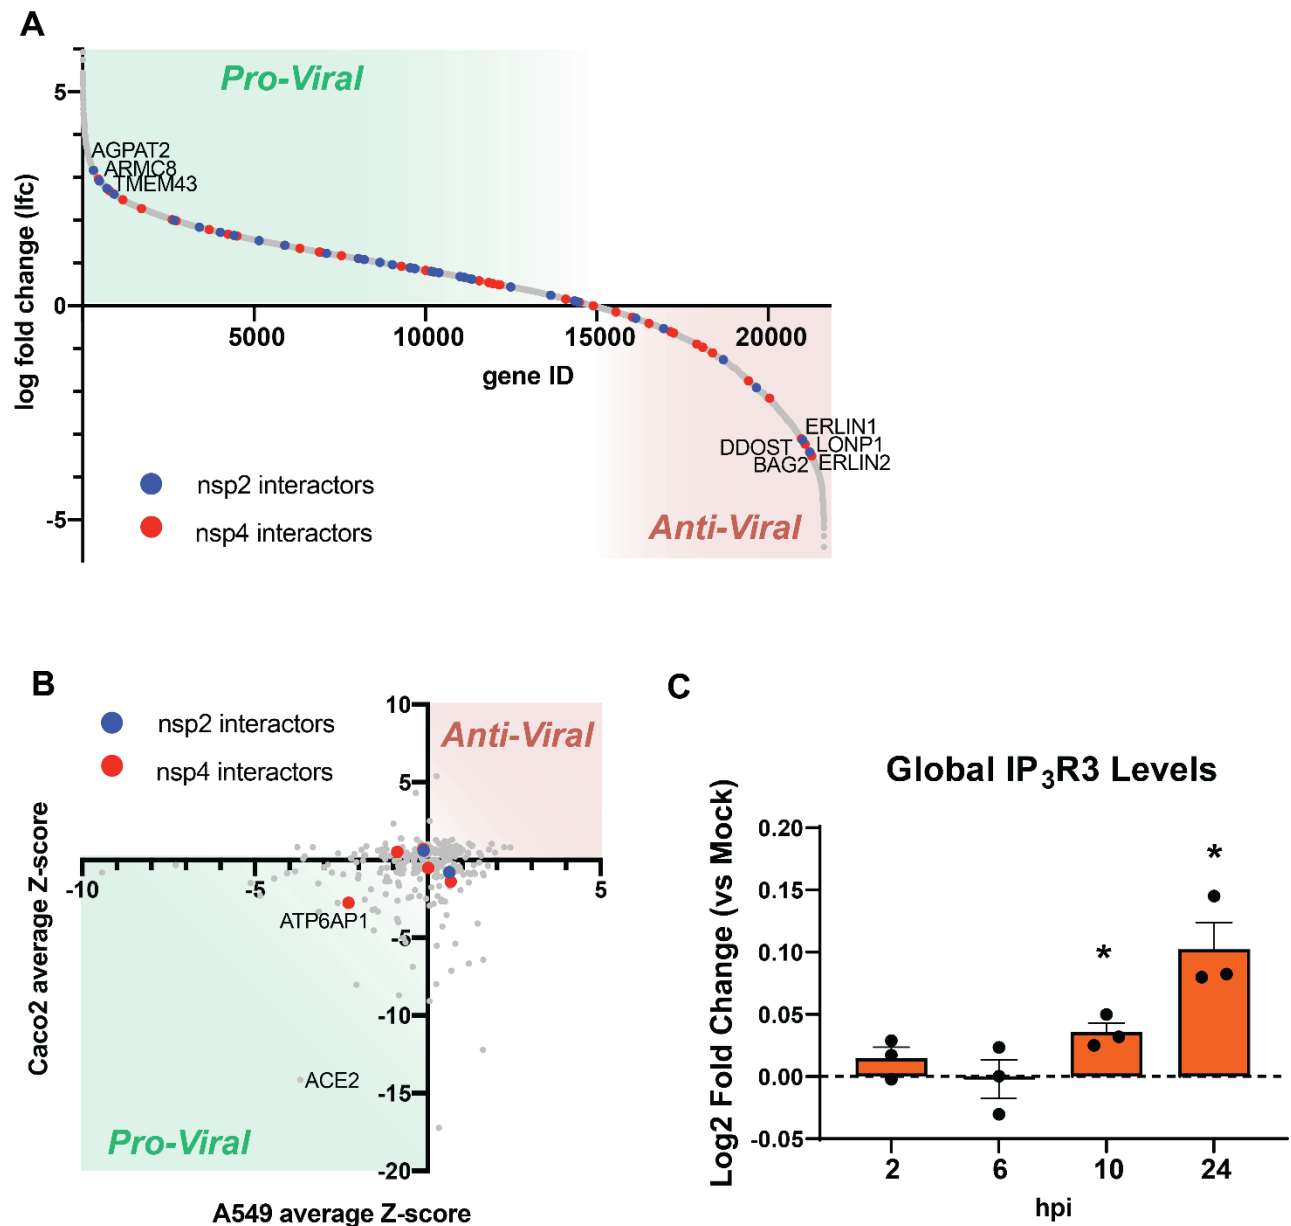 A
Pro-Viral
5
AGPAT2
ARMC8
TMEM43
log fold change (lfc)
0
5000
10000
15000
20000
gene ID
ERLIN1
DDOST
LONP1
BAG2
ERLIN2
nsp2 interactors
nsp4 interactors
-5
Anti-Viral
B
nsp2 interactors
nsp4 interactors
10
Anti-Viral
5
Caco2 average Z-score
-10
-5
5
ATP6AP1
-5
-10
ACE2
-15
Pro-Viral
-20
A549 average Z-score
C
Global IP₃R3 Levels
Log2 Fold Change (vs Mock)
0.20
0.15
0.10
0.05
0.00
-0.05
*
*
2
6
10
24
hpi